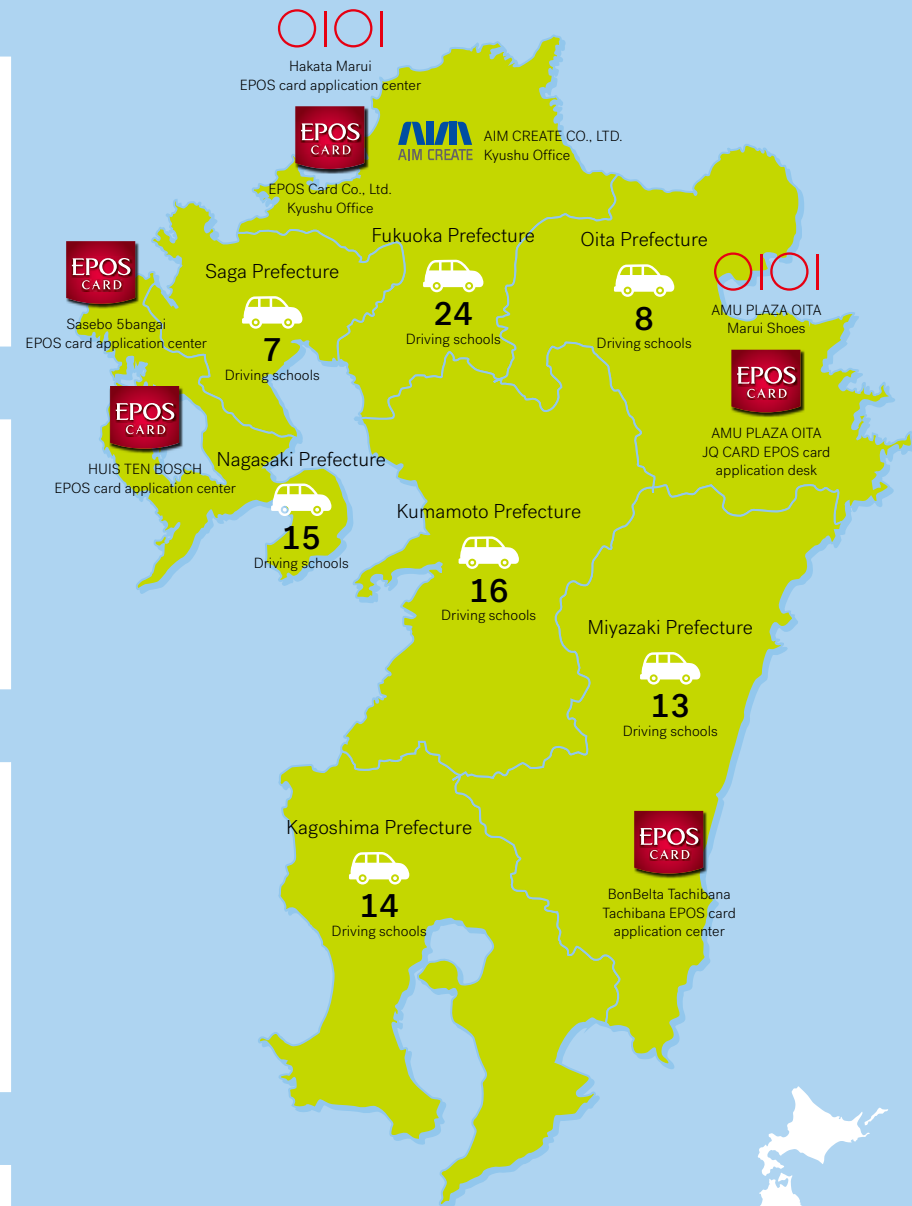 OIOI
Hakata Marui
EPOS card application center
EPOS
CARD
EPOS Card Co., Ltd.
Kyushu Office
AIM CREATE
AIM CREATE CO., LTD.
Kyushu Office
Fukuoka Prefecture
24
Driving schools
Oita Prefecture
8
Driving schools
OIOI
AMU PLAZA OITA
Marui Shoes
EPOS
CARD
AMU PLAZA OITA
JQ CARD EPOS card
application desk
EPOS
CARD
Sasebo 5bangai
EPOS card application center
Saga Prefecture
7
Driving schools
EPOS
CARD
HUIS TEN BOSCH
EPOS card application center
Nagasaki Prefecture
15
Driving schools
Kumamoto Prefecture
16
Driving schools
Miyazaki Prefecture
13
Driving schools
EPOS
CARD
BonBelta Tachibana
Tachibana EPOS card
application center
Kagoshima Prefecture
14
Driving schools